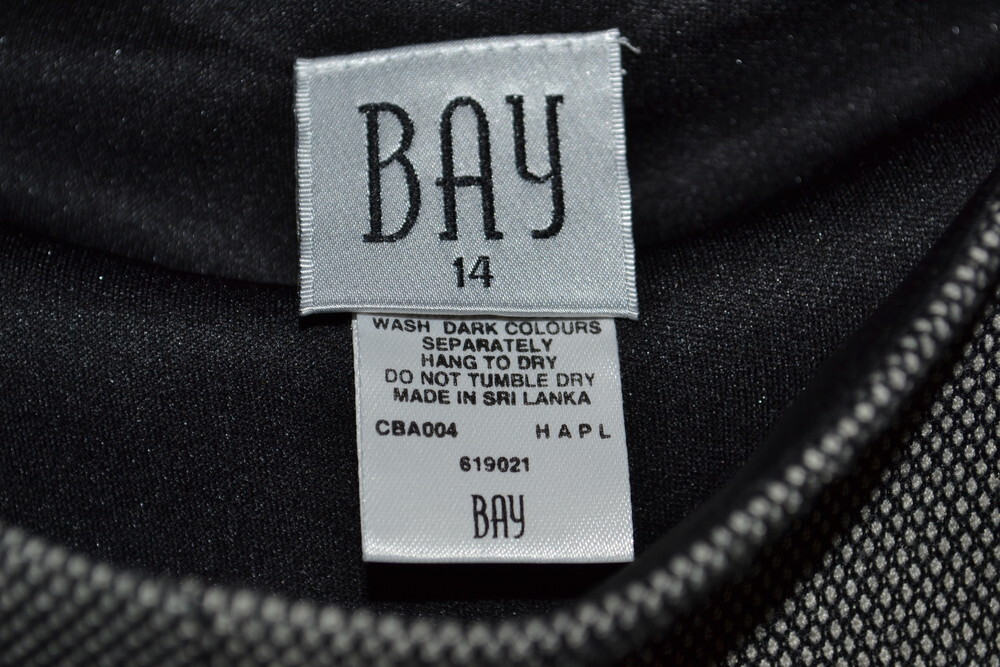 BAY
14
WASH DARK COLOURS
SEPARATELY
HANG TO DRY
DO NOT TUMBLE DRY
MADE IN SRI LANKA
CBA004 H A P L
619021
BAY